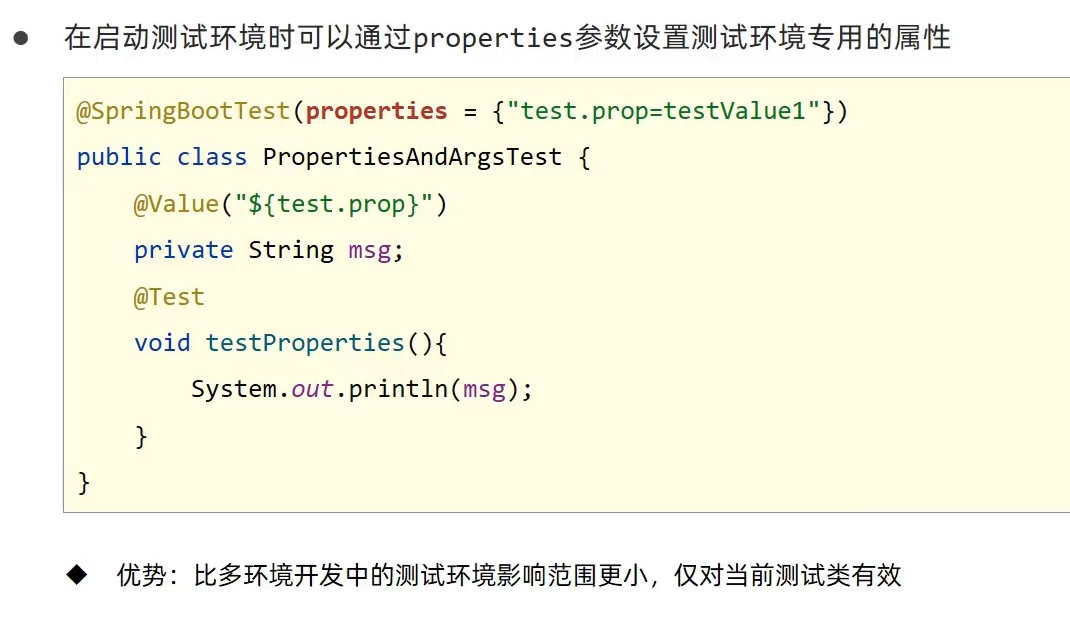 ● 在启动测试环境时可以通过properties参数设置测试环境专用的属性
@SpringBootTest(properties = {"test.prop=testValue1"})
public class PropertiesAndArgsTest {
    @Value("${test.prop}")
    private String msg;
    @Test
    void testProperties(){
        System.out.println(msg);
    }
}
◆ 优势：比多环境开发中的测试环境影响范围更小，仅对当前测试类有效